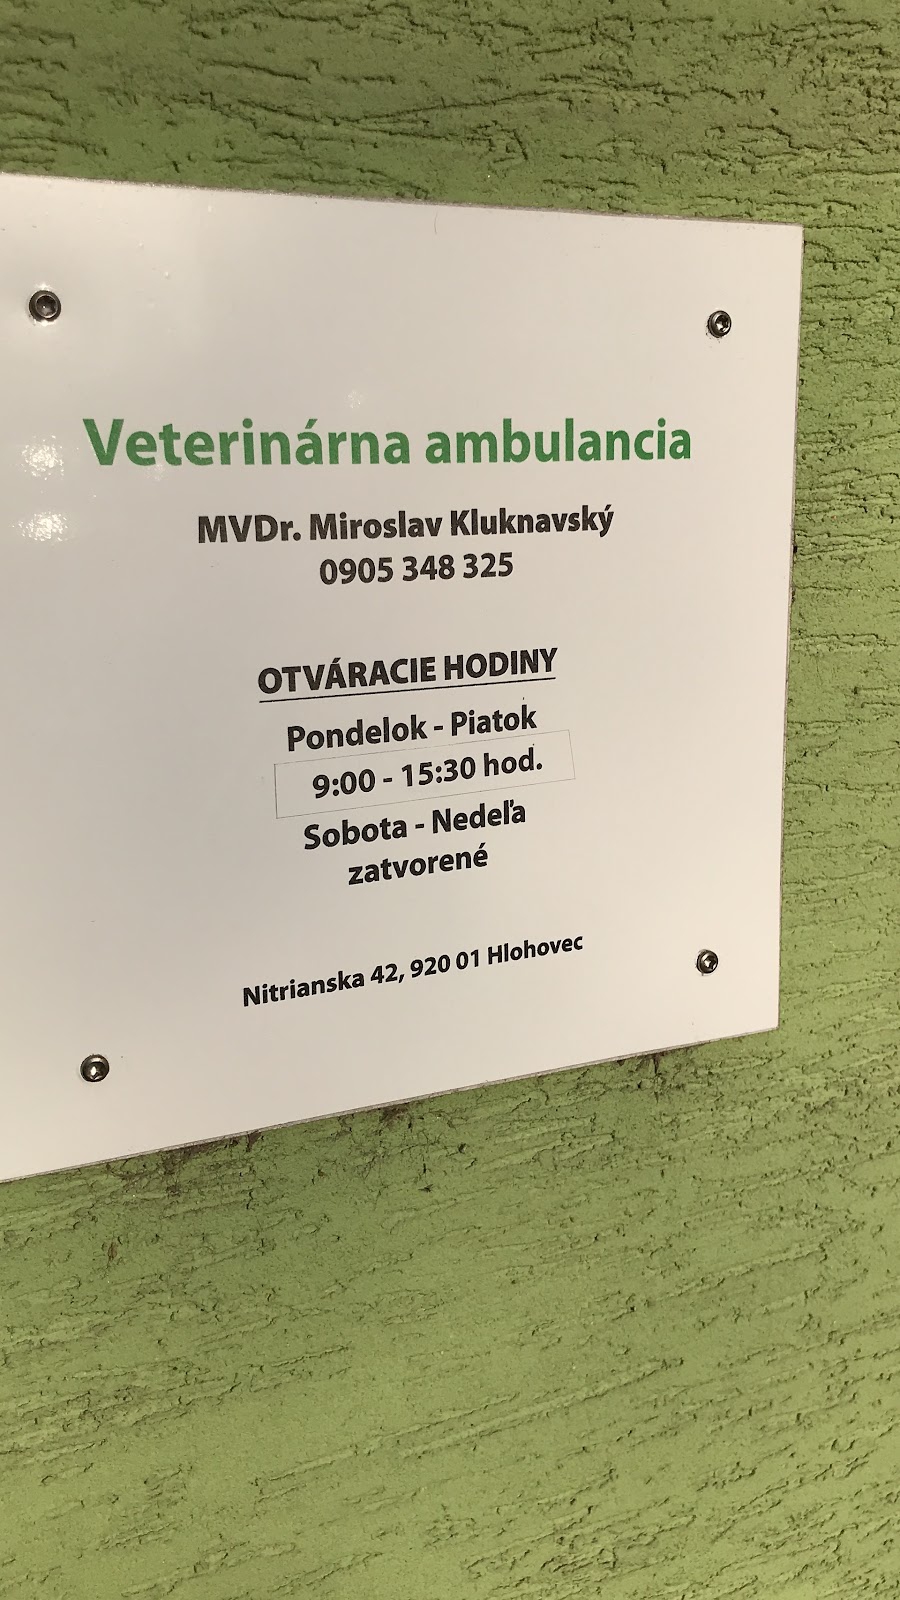 Veterinárna ambulancia
MVDr. Miroslav Kluknavský
0905 348 325
OTVÁRACIE HODINY
Pondelok - Piatok
9:00 - 15:30 hod.
Sobota - Nedeľa
zatvorené
Nitrianska 42, 920 01 Hlohovec